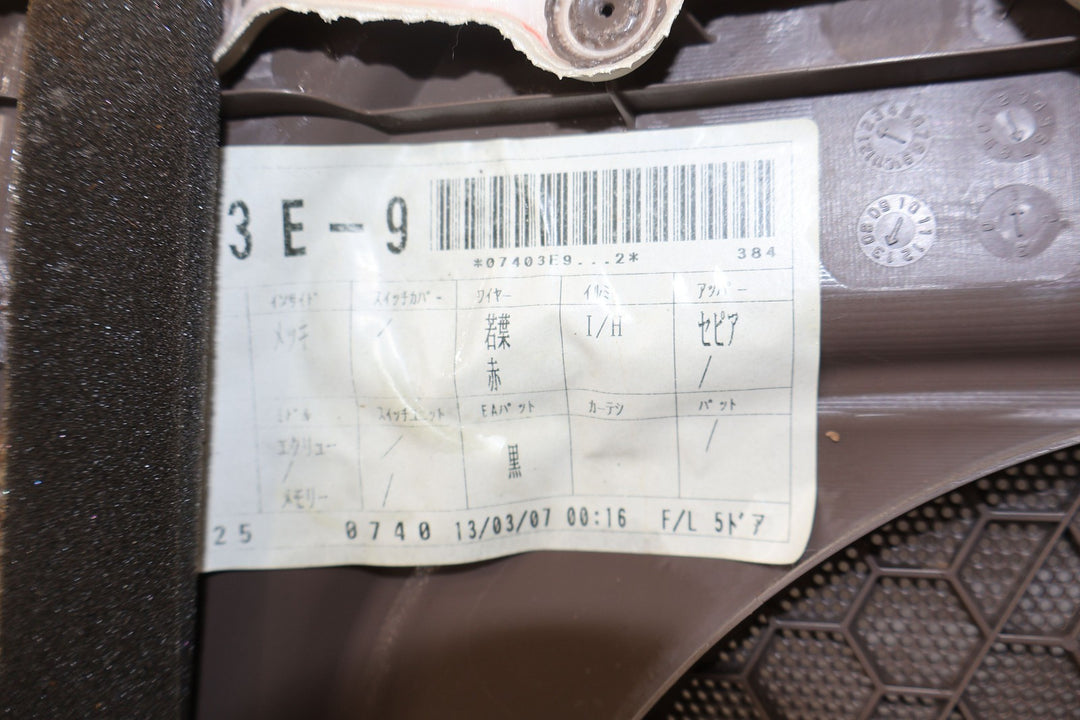 3E-9
*07403E9...2* 384
インサイド スイッチカバー ワイヤー イルミ アッパー
メッキ / 若葉 I/H セピア
赤 /
ミドル スイッチユニット EAパット カーテシ パット
エクリュー / 黒 /
/
メモリー /
25 0740 13/03/07 00:16 F/L 5ドア